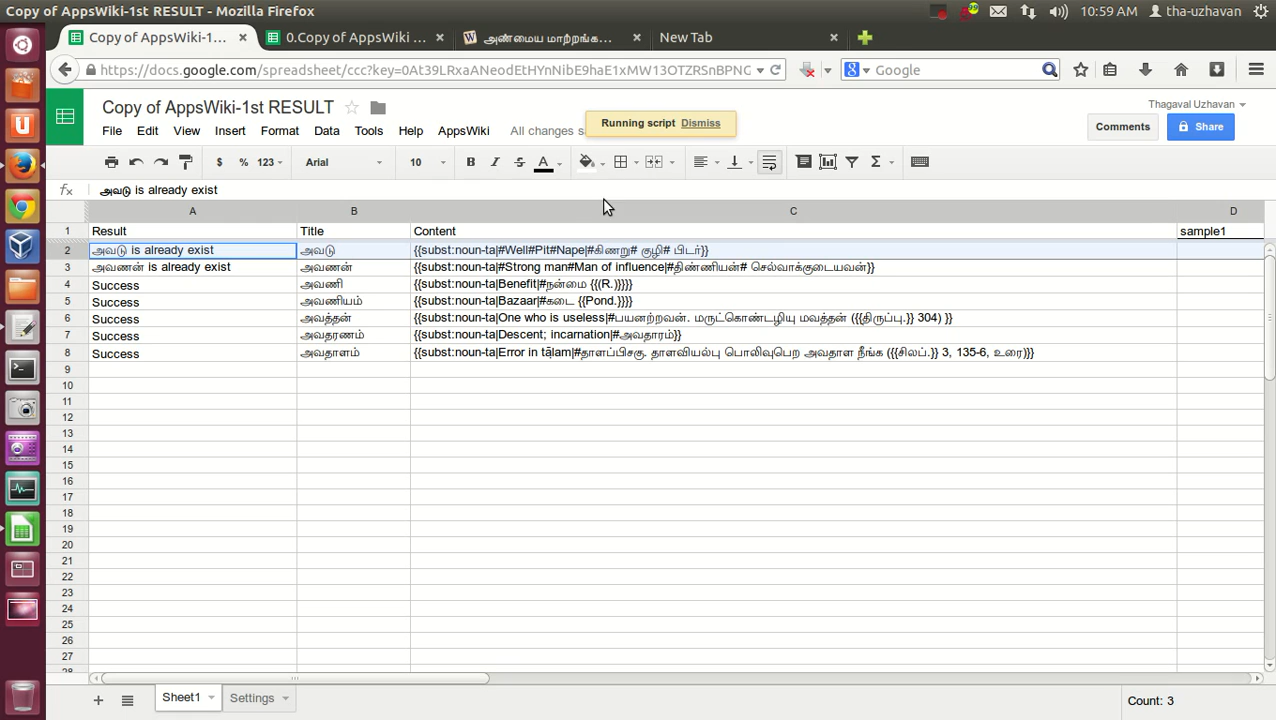 Copy of AppsWiki-1st RESULT - Mozilla Firefox
10:59 AM
tha-uzhavan
Copy of AppsWiki-1...
0.Copy of AppsWiki ...
அண்மைய மாற்றங்க...
New Tab
https://docs.google.com/spreadsheet/ccc?key=0At39LRxaANeodEtHYnNibE9haE1xMW13OTZRSnBPNG
Google
Copy of AppsWiki-1st RESULT
Thagaval Uzhavan
Running script Dismiss
Comments
Share
File Edit View Insert Format Data Tools Help AppsWiki
All changes s
$ % 123 Arial 10 B I S A Σ
fx அவடு is already exist
A B C D
1 Result Title Content sample1
2 அவடு is already exist அவடு {{subst:noun-ta|#Well#Pit#Nape|#கிணறு# குழி# பிடர்}}
3 அவணன் is already exist அவணன் {{subst:noun-ta|#Strong man#Man of influence|#திண்ணியன்# செல்வாக்குடையவன்}}
4 Success அவணி {{subst:noun-ta|Benefit|#நன்மை {{(R.)}}}}
5 Success அவணியம் {{subst:noun-ta|Bazaar|#கடை {{Pond.}}}}
6 Success அவத்தன் {{subst:noun-ta|One who is useless|#பயனற்றவன். மருட்கொண்டழியு மவத்தன் ({{திருப்பு.}} 304) }}
7 Success அவதரணம் {{subst:noun-ta|Descent; incarnation|#அவதாரம்}}
8 Success அவதாளம் {{subst:noun-ta|Error in tāḷam|#தாளப்பிசகு. தாளவியல்பு பொலிவுபெற அவதாள நீங்க ({{சிலப்.}} 3, 135-6, உரை)}}
9
10
11
12
13
14
15
16
17
18
19
20
21
22
23
24
25
26
27
28
Sheet1
Settings
Count: 3